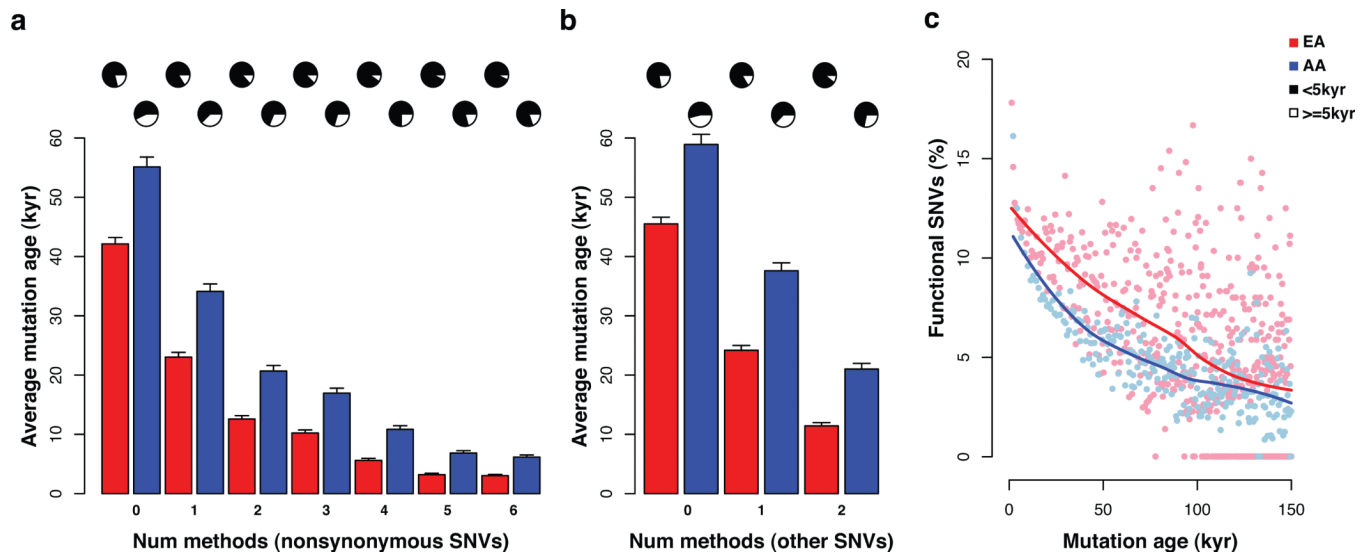 a
Average mutation age (kyr)
60
50
40
30
20
10
0
0 1 2 3 4 5 6
Num methods (nonsynonymous SNVs)
b
Average mutation age (kyr)
60
50
40
30
20
10
0
0 1 2
Num methods (other SNVs)
c
EA
AA
<5kyr
>=5kyr
Functional SNVs (%)
20
15
10
5
0
0 50 100 150
Mutation age (kyr)